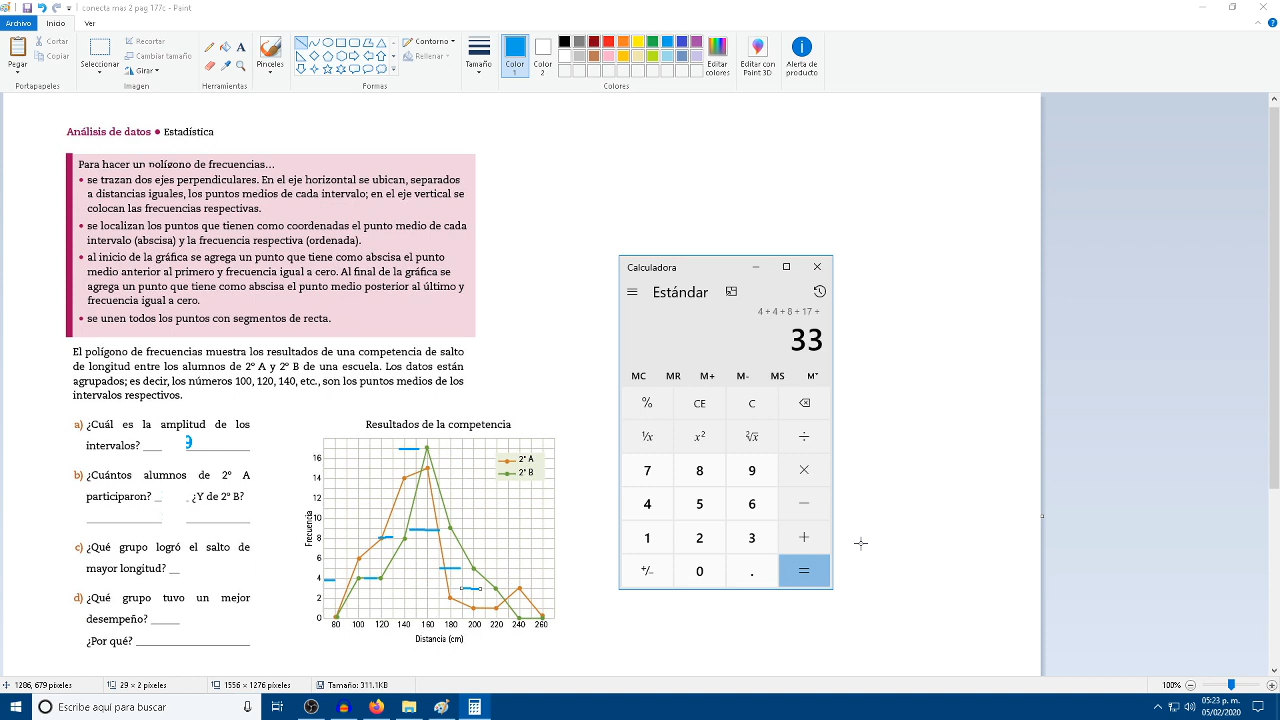 conecte mas 2 pag 177c - Paint
Archivo Inicio Ver
Pegar Cortar Copiar Seleccionar Recortar Cambiar tamaño Girar Pinceles Contorno Rellenar Tamaño Color 1 Color 2 Editar colores Editar con Paint 3D Alerta de producto
Portapapeles Imagen Herramientas Formas Colores
Análisis de datos • Estadística
Para hacer un polígono de frecuencias...
• se trazan dos ejes perpendiculares. En el eje horizontal se ubican, separados
a distancias iguales, los puntos medios de cada intervalo; en el eje vertical se
colocan las frecuencias respectivas.
• se localizan los puntos que tienen como coordenadas el punto medio de cada
intervalo (abscisa) y la frecuencia respectiva (ordenada).
• al inicio de la gráfica se agrega un punto que tiene como abscisa el punto
medio anterior al primero y frecuencia igual a cero. Al final de la gráfica se
agrega un punto que tiene como abscisa el punto medio posterior al último y
frecuencia igual a cero.
• se unen todos los puntos con segmentos de recta.
El polígono de frecuencias muestra los resultados de una competencia de salto
de longitud entre los alumnos de 2° A y 2° B de una escuela. Los datos están
agrupados; es decir, los números 100, 120, 140, etc., son los puntos medios de los
intervalos respectivos.
a) ¿Cuál es la amplitud de los
intervalos? ___ 9 ______
b) ¿Cuántos alumnos de 2° A
participaron? _ ¿Y de 2° B?
c) ¿Qué grupo logró el salto de
mayor longitud? __
d) ¿Qué grupo tuvo un mejor
desempeño? _____
¿Por qué? ____________
Resultados de la competencia
2° A
2° B
Frecuencia
16
14
12
10
8
6
4
2
0
80 100 120 140 160 180 200 220 240 260
Distancia (cm)
Calculadora
Estándar
4 + 4 + 8 + 17 +
33
MC MR M+ M- MS M˅
% CE C
⅟x x² ²√x ÷
7 8 9 ×
4 5 6 −
1 2 3 +
+/- 0 . =
1286, 679 píxeles 29 × 2 píxeles 1556 × 1276 píxeles Tamaño: 311.1KB 100%
Escribe aquí para buscar
05:23 p. m.
05/02/2020